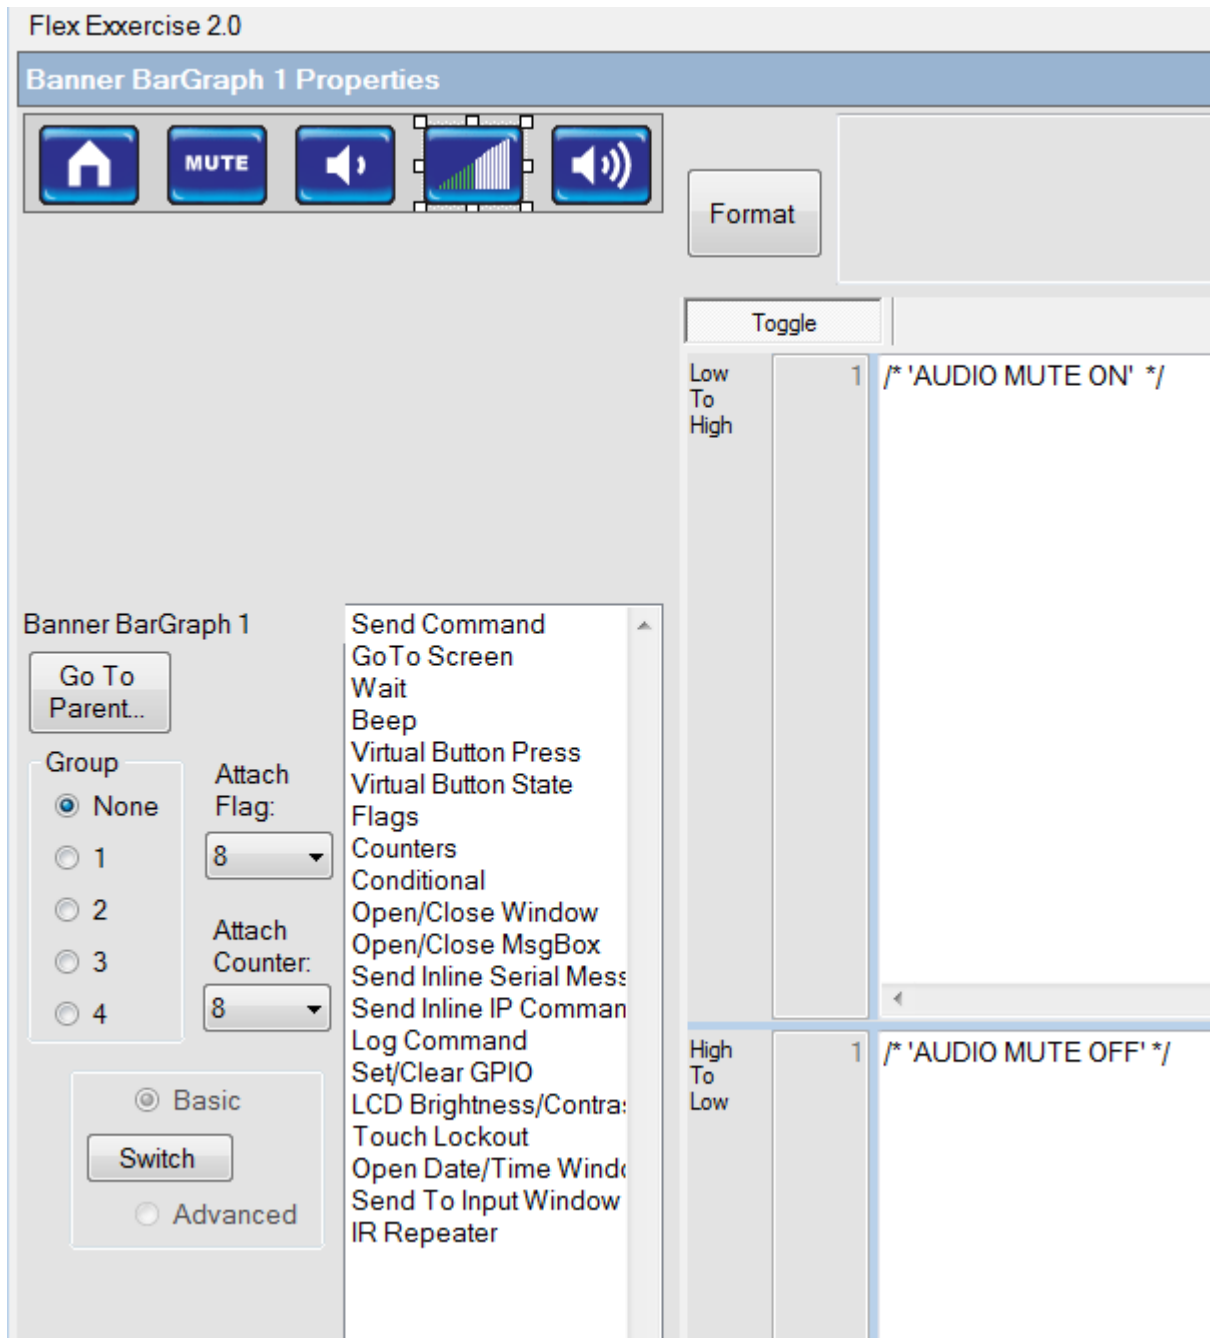 Flex Exxercise 2.0
Banner BarGraph 1 Properties
MUTE
Format
Toggle
Low
To
High
1
/* 'AUDIO MUTE ON'  */
Banner BarGraph 1
Go To
Parent...
Group
None
1
2
3
4
Attach
Flag:
8
Attach
Counter:
8
Basic
Switch
Advanced
Send Command
GoTo Screen
Wait
Beep
Virtual Button Press
Virtual Button State
Flags
Counters
Conditional
Open/Close Window
Open/Close MsgBox
Send Inline Serial Mess
Send Inline IP Comman
Log Command
Set/Clear GPIO
LCD Brightness/Contra
Touch Lockout
Open Date/Time Windo
Send To Input Window
IR Repeater
High
To
Low
1
/* 'AUDIO MUTE OFF' */